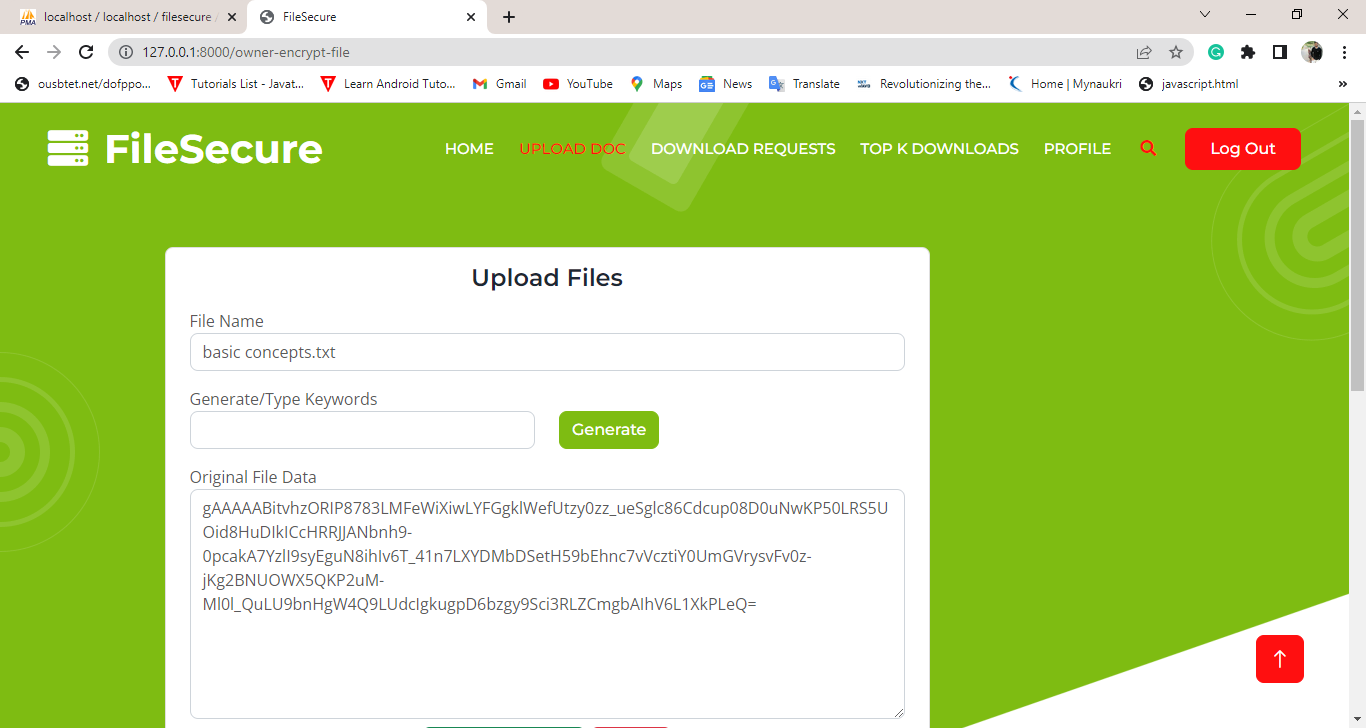 localhost / localhost / filesecure /
FileSecure
127.0.0.1:8000/owner-encrypt-file
ousbtet.net/dofppo...
Tutorials List - Javat...
Learn Android Tuto...
Gmail
YouTube
Maps
News
Translate
Revolutionizing the...
Home | Mynaukri
javascript.html
»
FileSecure
HOME
UPLOAD DOC
DOWNLOAD REQUESTS
TOP K DOWNLOADS
PROFILE
Log Out
Upload Files
File Name
basic concepts.txt
Generate/Type Keywords
Generate
Original File Data
gAAAAABitvhzORIP8783LMFeWiXiwLYFGgklWefUtzy0zz_ueSglc86Cdcup08D0uNwKP50LRS5U
Oid8HuDIkICcHRRJJANbnh9-
0pcakA7YzlI9syEguN8ihIv6T_41n7LXYDMbDSetH59bEhnc7vVcztiY0UmGVrysvFv0z-
jKg2BNUOWX5QKP2uM-
Ml0l_QuLU9bnHgW4Q9LUdcIgkugpD6bzgy9Sci3RLZCmgbAIhV6L1XkPLeQ=